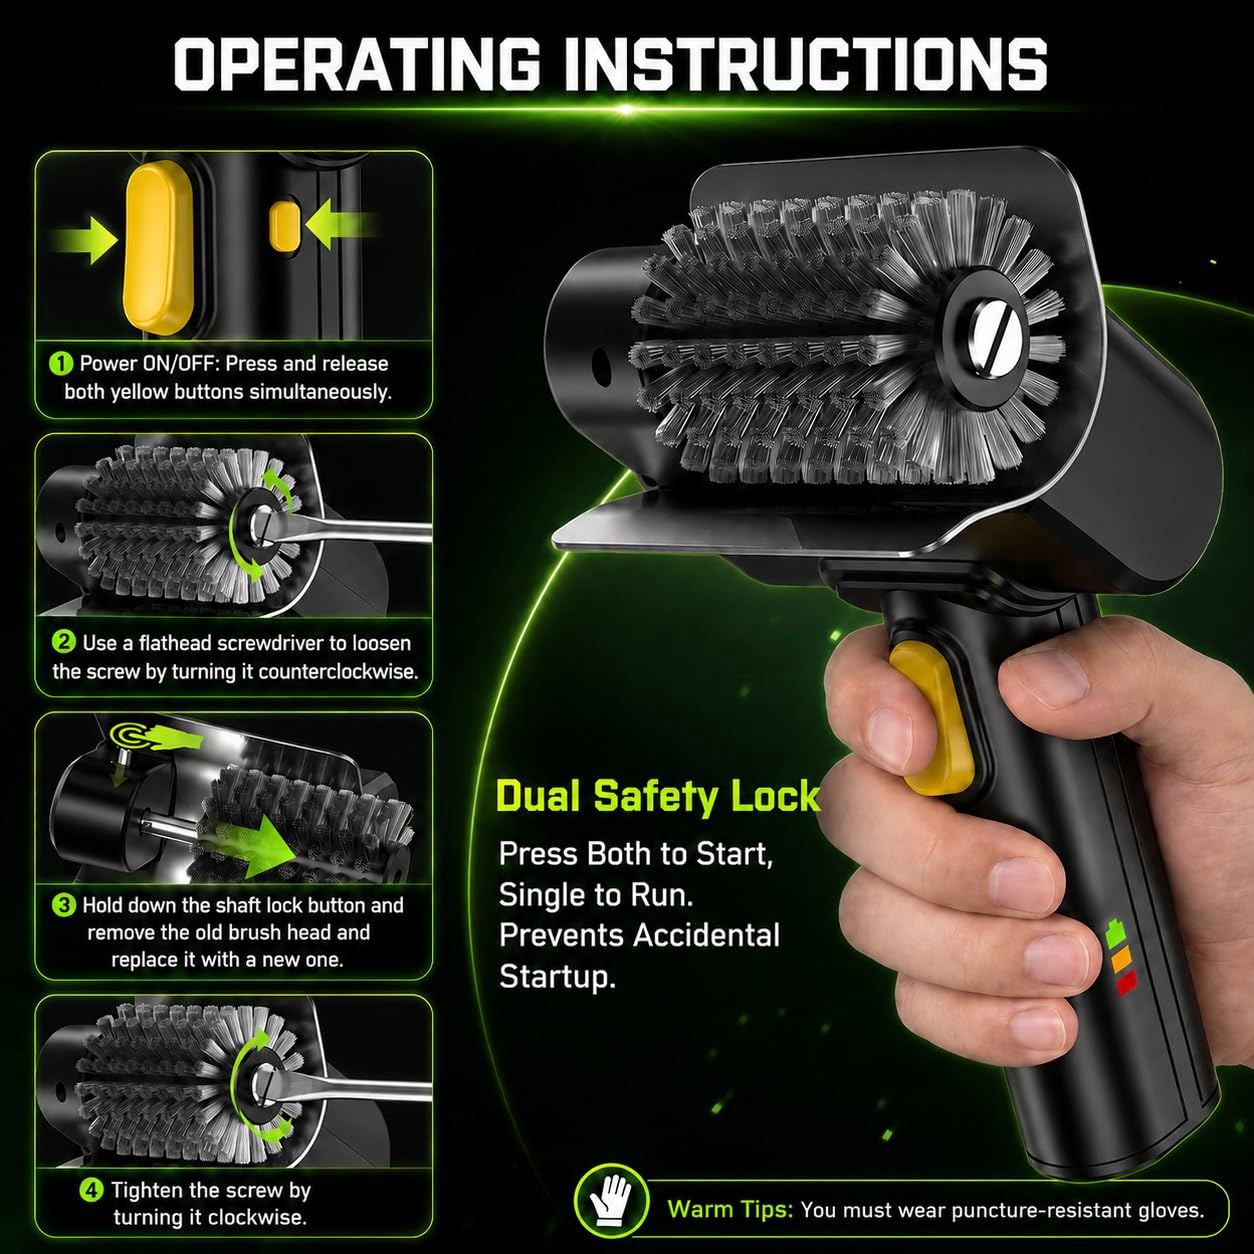 OPERATING INSTRUCTIONS
1 Power ON/OFF: Press and release
both yellow buttons simultaneously.
2 Use a flathead screwdriver to loosen
the screw by turning it counterclockwise.
3 Hold down the shaft lock button and
remove the old brush head and
replace it with a new one.
4 Tighten the screw by
turning it clockwise.
Dual Safety Lock
Press Both to Start,
Single to Run.
Prevents Accidental
Startup.
Warm Tips: You must wear puncture-resistant gloves.